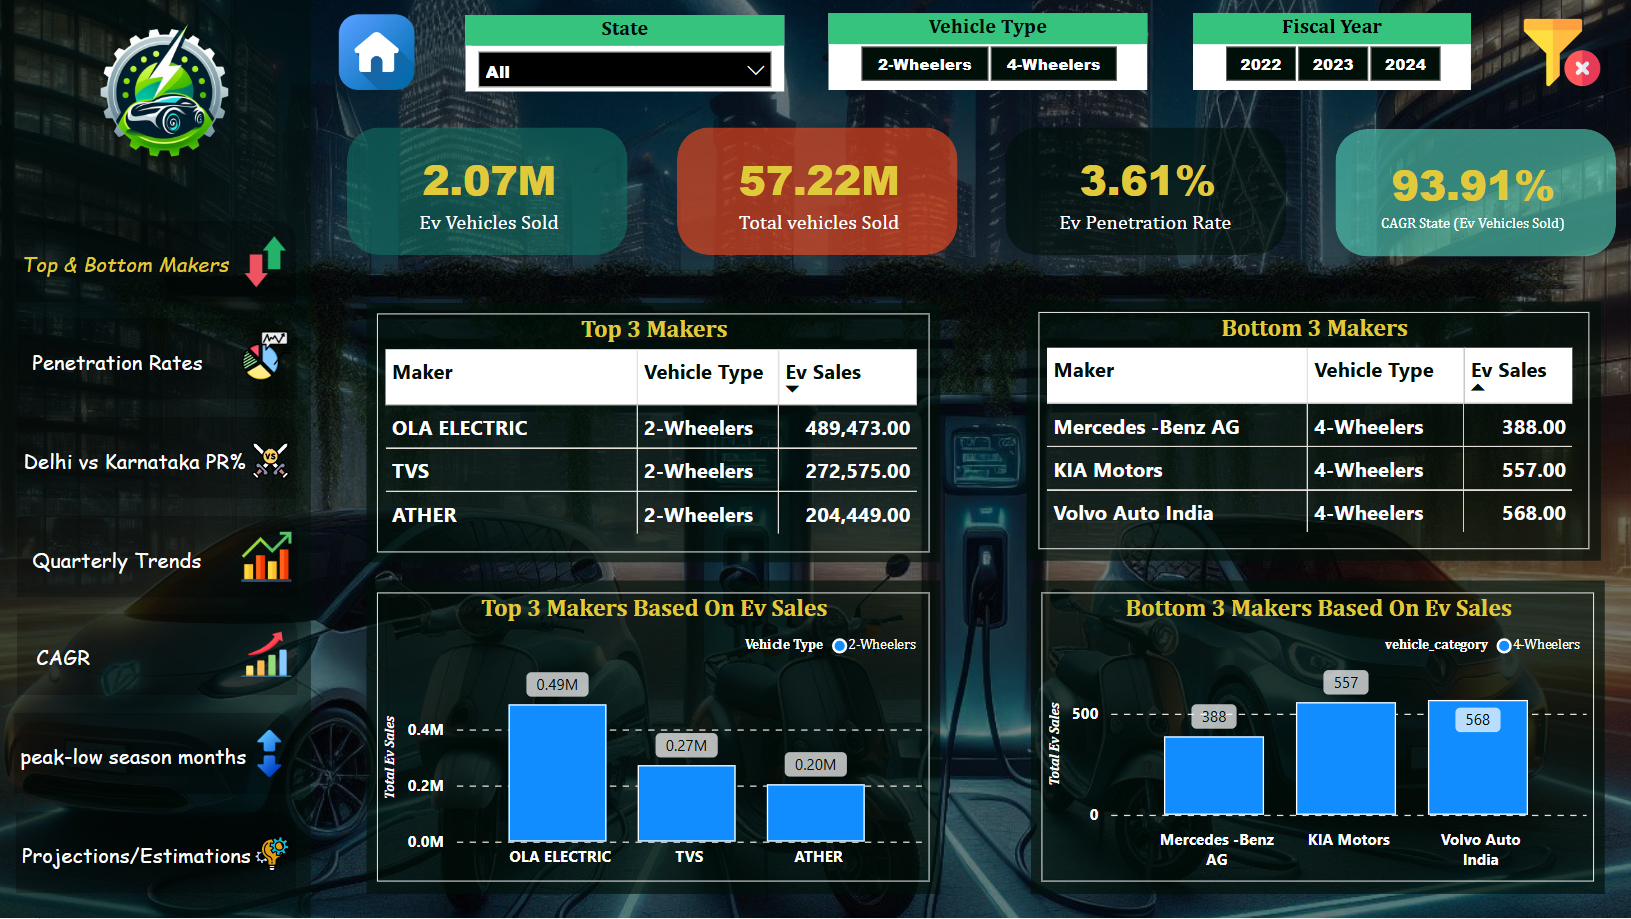 State
All
Vehicle Type
2-Wheelers 4-Wheelers
Fiscal Year
2022 2023 2024
2.07M
Ev Vehicles Sold
57.22M
Total vehicles Sold
3.61%
Ev Penetration Rate
93.91%
CAGR State (Ev Vehicles Sold)
Top & Bottom Makers
Penetration Rates
Delhi vs Karnataka PR%
VS
Quarterly Trends
CAGR
peak-low season months
Projections/Estimations
Top 3 Makers
Maker Vehicle Type Ev Sales
OLA ELECTRIC 2-Wheelers 489,473.00
TVS 2-Wheelers 272,575.00
ATHER 2-Wheelers 204,449.00
Bottom 3 Makers
Maker Vehicle Type Ev Sales
Mercedes -Benz AG 4-Wheelers 388.00
KIA Motors 4-Wheelers 557.00
Volvo Auto India 4-Wheelers 568.00
Top 3 Makers Based On Ev Sales
Vehicle Type 2-Wheelers
Total Ev Sales
0.4M
0.2M
0.0M
0.49M
0.27M
0.20M
OLA ELECTRIC TVS ATHER
Bottom 3 Makers Based On Ev Sales
vehicle_category 4-Wheelers
Total Ev Sales
500
0
388
557
568
Mercedes -Benz
AG
KIA Motors
Volvo Auto
India